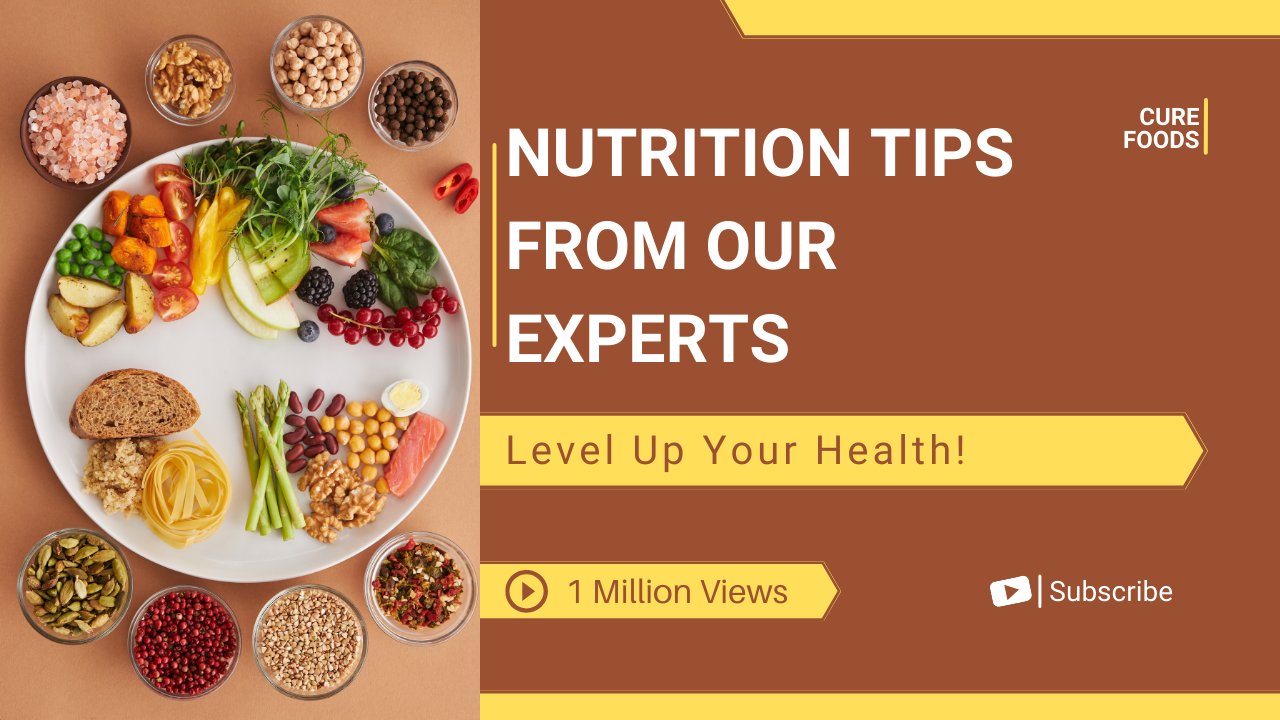 NUTRITION TIPS
FROM OUR
EXPERTS
CURE
FOODS
Level Up Your Health!
1 Million Views
Subscribe